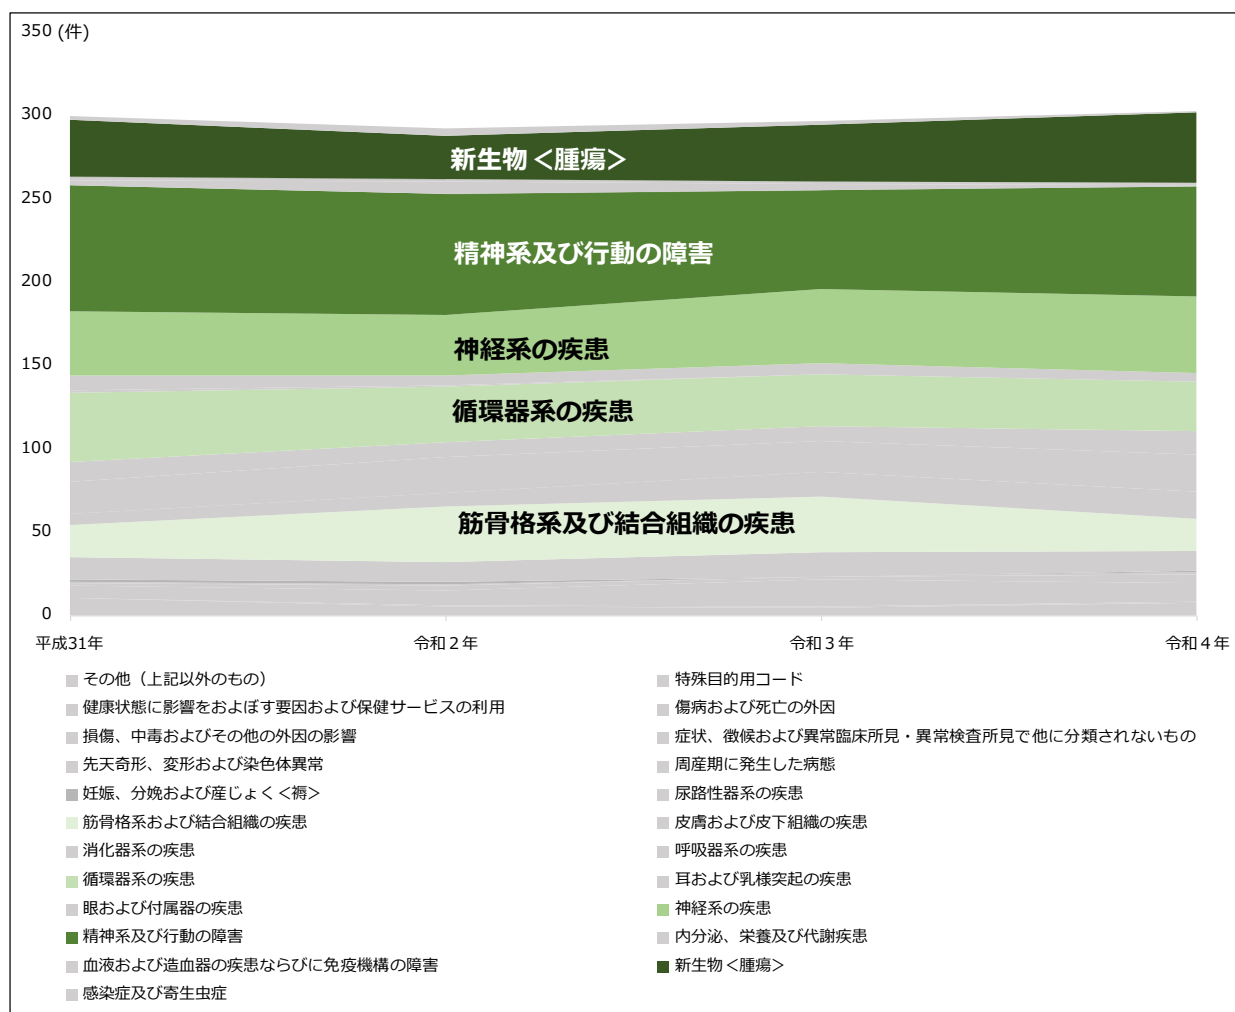 350 (件)
300
新生物＜腫瘍＞
250
精神系及び行動の障害
200
神経系の疾患
150
循環器系の疾患
100
筋骨格系及び結合組織の疾患
50
0
平成31年 令和２年 令和３年 令和４年
その他（上記以外のもの） 特殊目的用コード
健康状態に影響をおよぼす要因および保健サービスの利用 傷病および死亡の外因
損傷、中毒およびその他の外因の影響 症状、徴候および異常臨床所見・異常検査所見で他に分類されないもの
先天奇形、変形および染色体異常 周産期に発生した病態
妊娠、分娩および産じょく＜褥＞ 尿路性器系の疾患
筋骨格系および結合組織の疾患 皮膚および皮下組織の疾患
消化器系の疾患 呼吸器系の疾患
循環器系の疾患 耳および乳様突起の疾患
眼および付属器の疾患 神経系の疾患
精神系及び行動の障害 内分泌、栄養及び代謝疾患
血液および造血器の疾患ならびに免疫機構の障害 新生物＜腫瘍＞
感染症及び寄生虫症